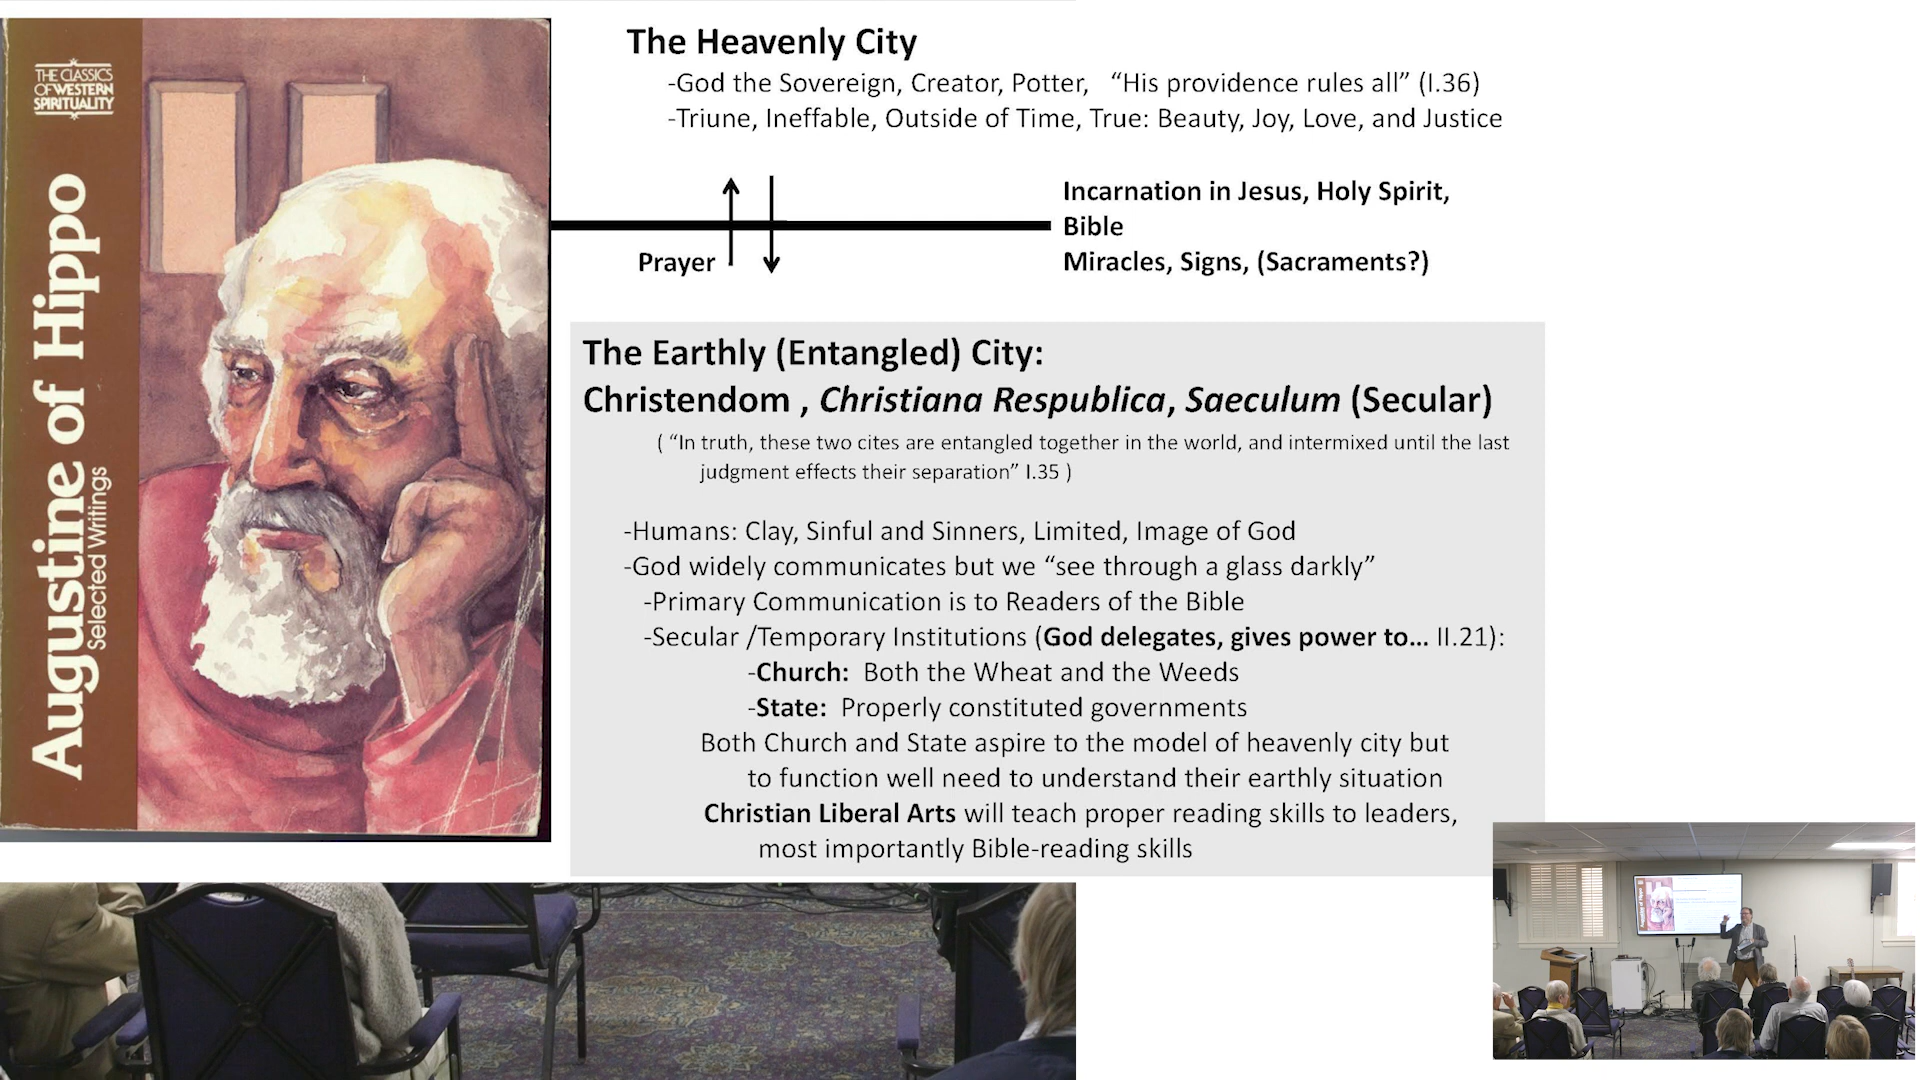 THE CLASSICS
OF WESTERN
SPIRITUALITY
Augustine of Hippo
Selected Writings
The Heavenly City
-God the Sovereign, Creator, Potter, “His providence rules all” (I.36)
-Triune, Ineffable, Outside of Time, True: Beauty, Joy, Love, and Justice
Prayer
Incarnation in Jesus, Holy Spirit,
Bible
Miracles, Signs, (Sacraments?)
The Earthly (Entangled) City:
Christendom , Christiana Respublica, Saeculum (Secular)
( “In truth, these two cites are entangled together in the world, and intermixed until the last
judgment effects their separation” I.35 )
-Humans: Clay, Sinful and Sinners, Limited, Image of God
-God widely communicates but we “see through a glass darkly”
-Primary Communication is to Readers of the Bible
-Secular /Temporary Institutions (God delegates, gives power to… II.21):
-Church: Both the Wheat and the Weeds
-State: Properly constituted governments
Both Church and State aspire to the model of heavenly city but
to function well need to understand their earthly situation
Christian Liberal Arts will teach proper reading skills to leaders,
most importantly Bible-reading skills
Augustine of Hippo